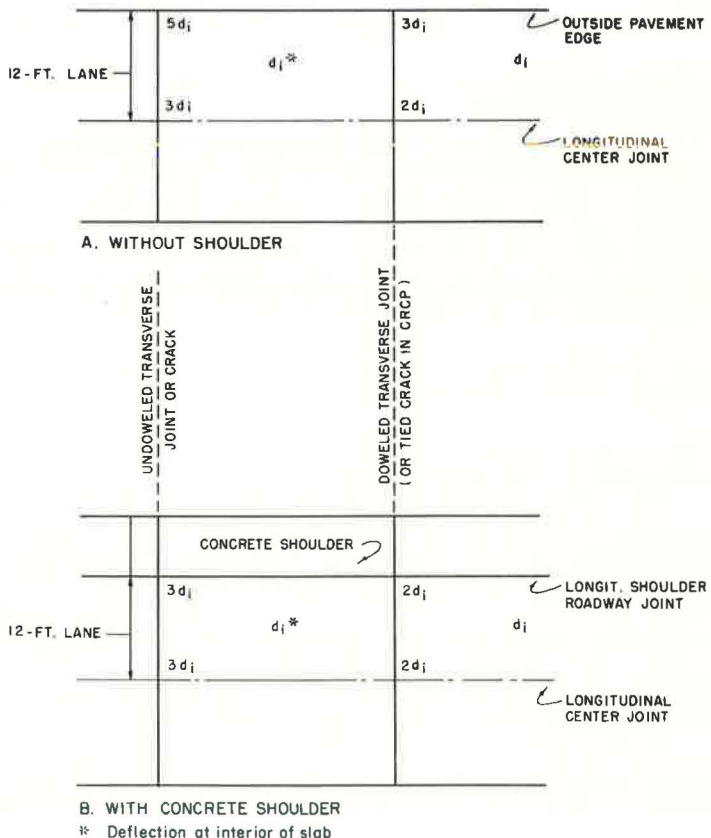 5di
3di
OUTSIDE PAVEMENT
EDGE
12-FT. LANE
di*
di
3di
2di
LONGITUDINAL
CENTER JOINT
A. WITHOUT SHOULDER
UNDOWELED TRANSVERSE
JOINT OR CRACK
DOWELED TRANSVERSE JOINT
(OR TIED CRACK IN CRCP)
CONCRETE SHOULDER
3di
2di
LONGIT. SHOULDER
ROADWAY JOINT
12-FT. LANE
di*
di
3di
2di
LONGITUDINAL
CENTER JOINT
B. WITH CONCRETE SHOULDER
* Deflection at interior of slab